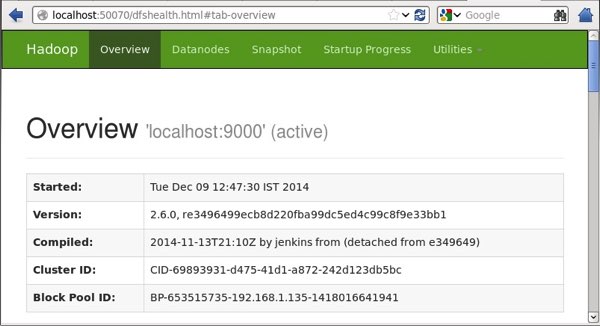 localhost:50070/dfshealth.html#tab-overview Google
Hadoop Overview Datanodes Snapshot Startup Progress Utilities
Overview 'localhost:9000' (active)
Started: Tue Dec 09 12:47:30 IST 2014
Version: 2.6.0, re3496499ecb8d220fba99dc5ed4c99c8f9e33bb1
Compiled: 2014-11-13T21:10Z by jenkins from (detached from e349649)
Cluster ID: CID-69893931-d475-41d1-a872-242d123db5bc
Block Pool ID: BP-653515735-192.168.1.135-1418016641941